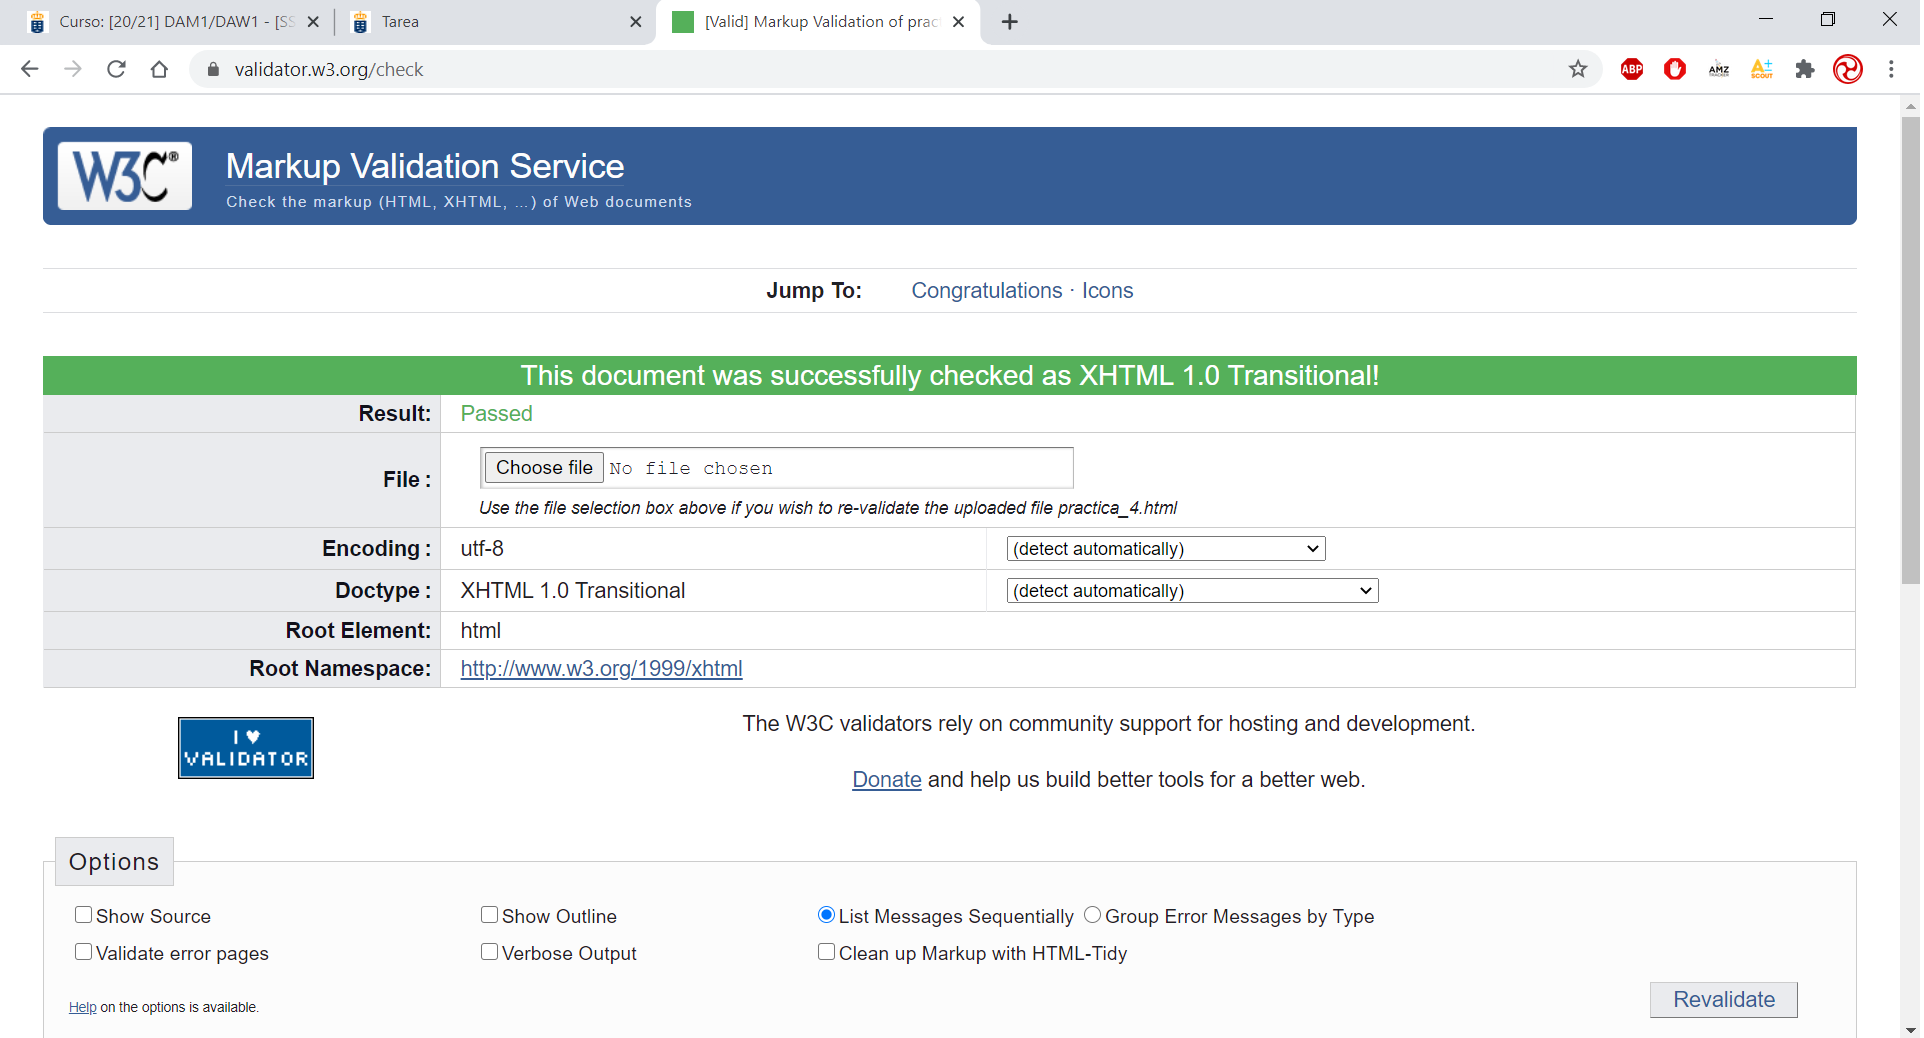 Curso: [20/21] DAM1/DAW1 - [SS
Tarea
[Valid] Markup Validation of prac
validator.w3.org/check
ABP
AMZ
TRACKER
A±
SCOUT
W3C®
Markup Validation Service
Check the markup (HTML, XHTML, …) of Web documents
Jump To: Congratulations · Icons
This document was successfully checked as XHTML 1.0 Transitional!
Result: Passed
File : Choose file No file chosen
Use the file selection box above if you wish to re-validate the uploaded file practica_4.html
Encoding : utf-8 (detect automatically)
Doctype : XHTML 1.0 Transitional (detect automatically)
Root Element: html
Root Namespace: http://www.w3.org/1999/xhtml
I ♥
VALIDATOR
The W3C validators rely on community support for hosting and development.
Donate and help us build better tools for a better web.
Options
Show Source Show Outline List Messages Sequentially Group Error Messages by Type
Validate error pages Verbose Output Clean up Markup with HTML-Tidy
Help on the options is available.
Revalidate